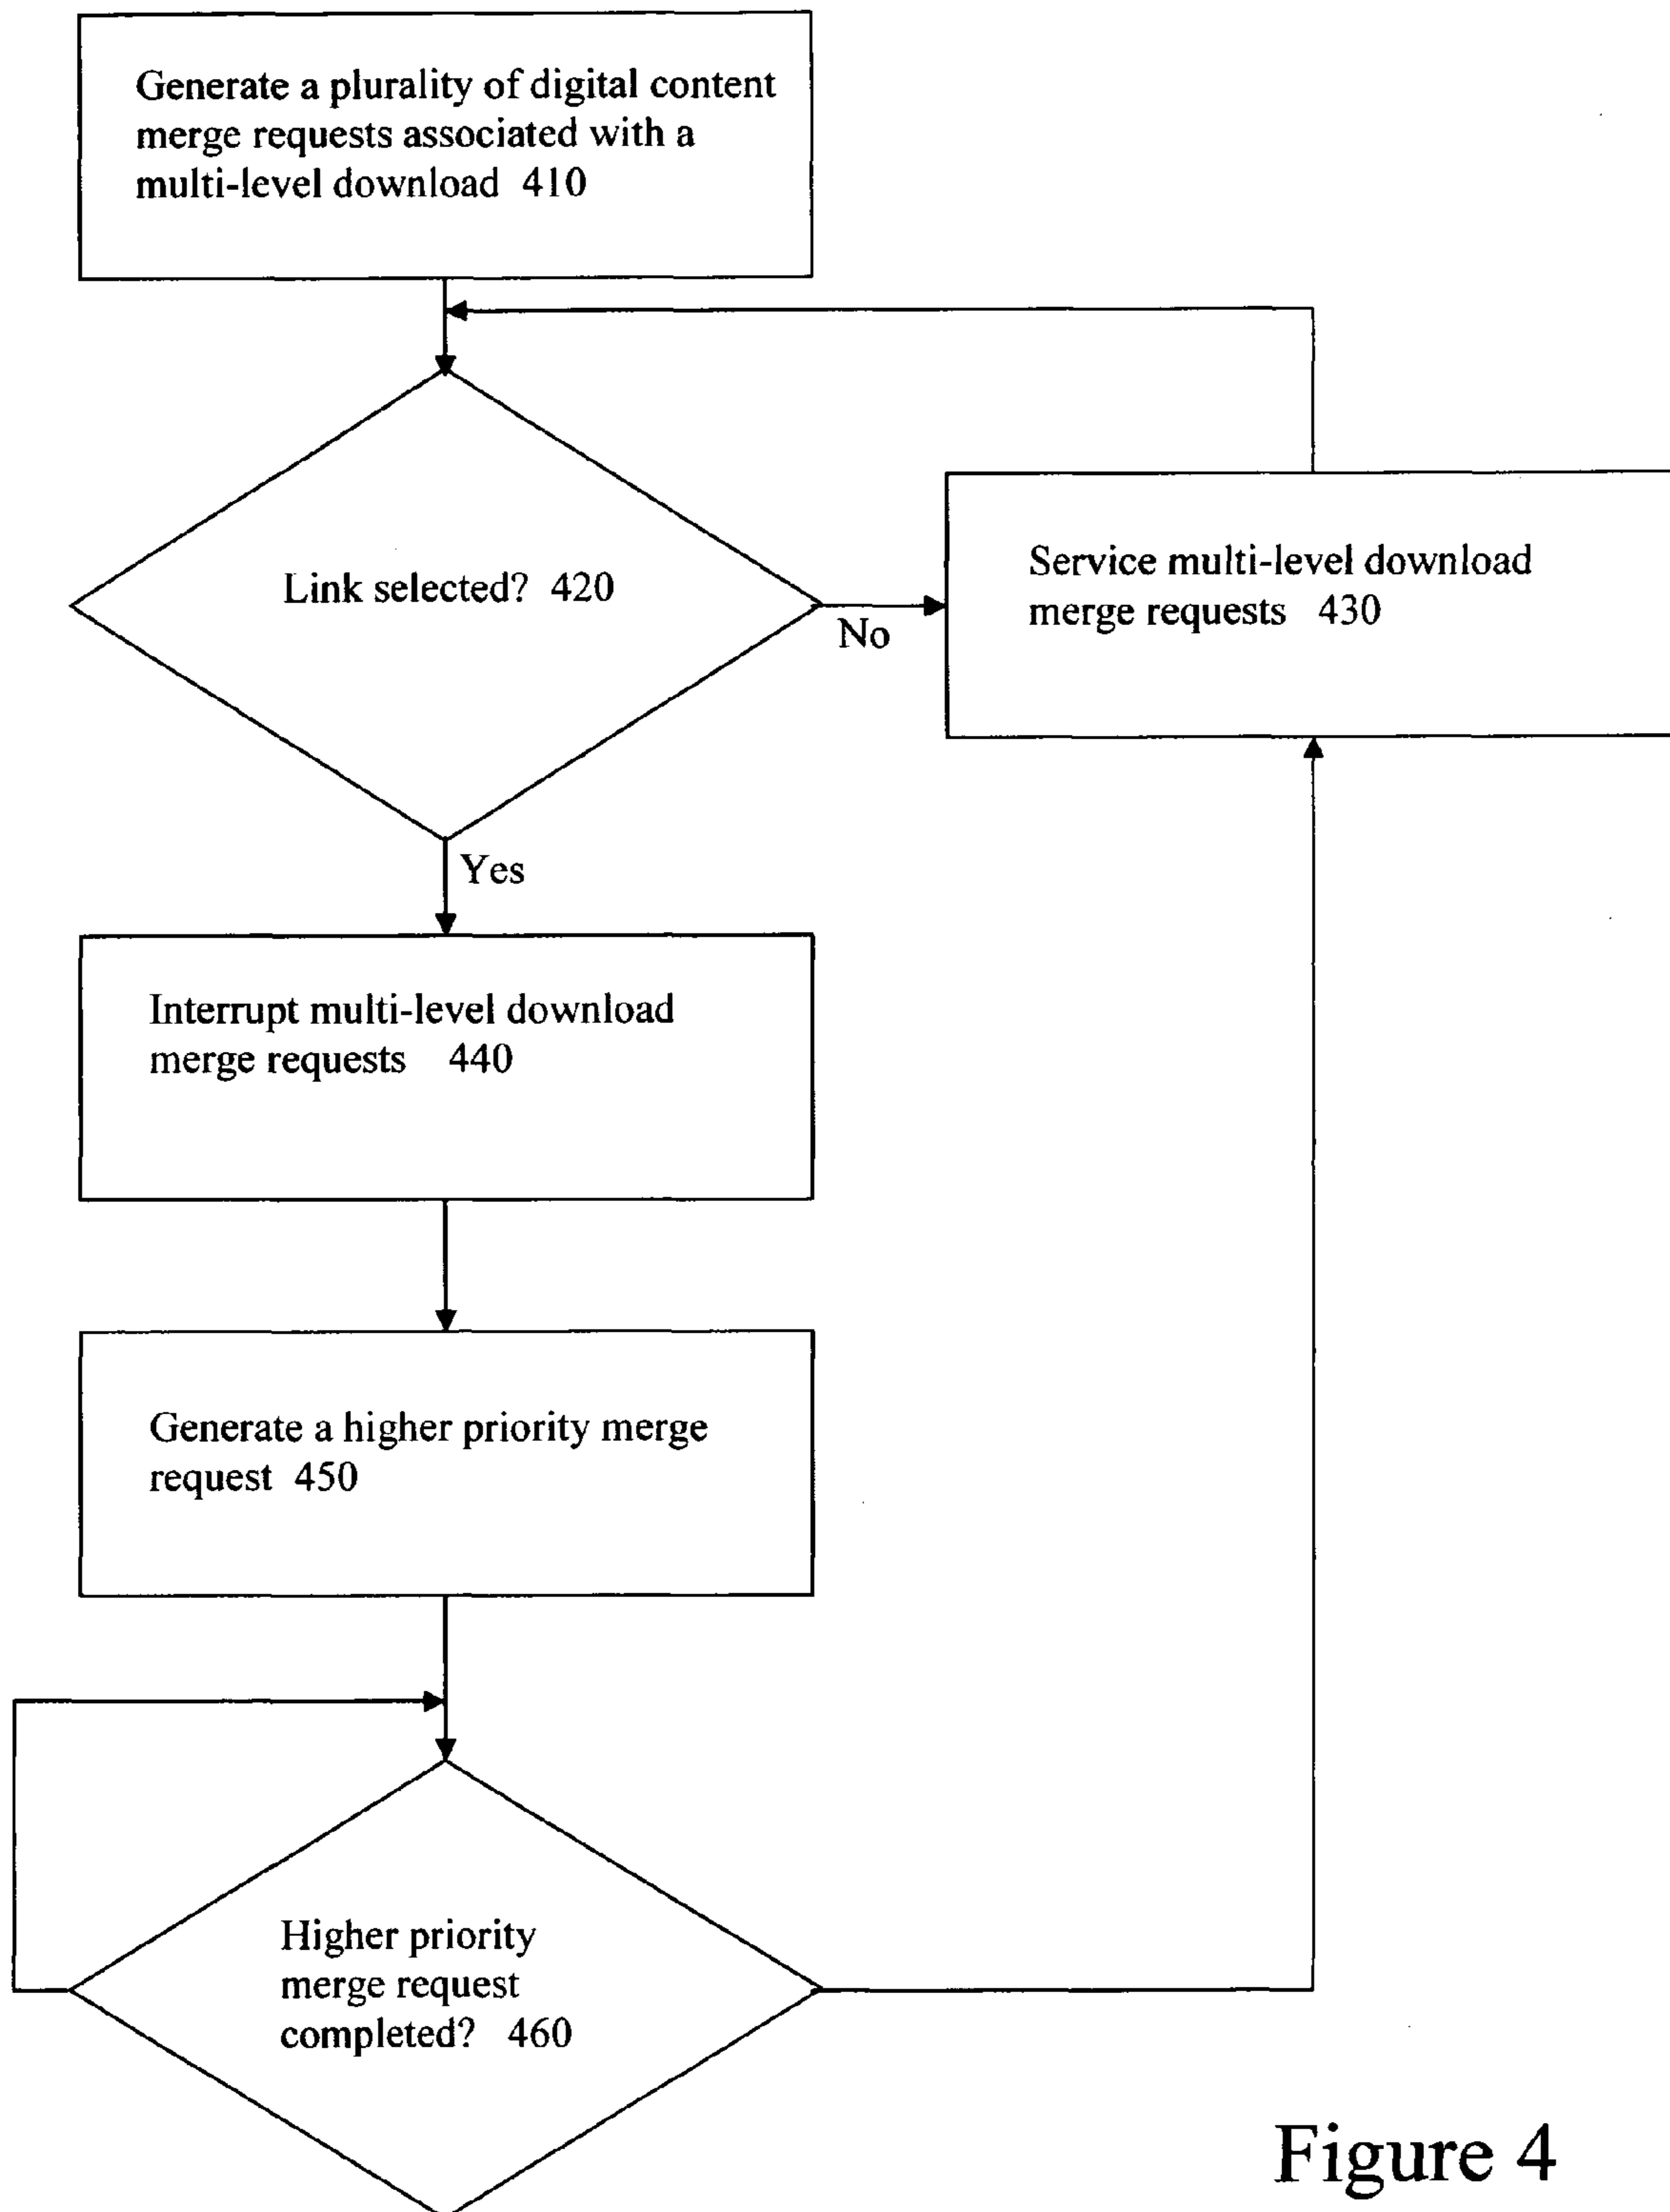 Generate a plurality of digital content
merge requests associated with a
multi-level download 410
Link selected? 420
No
Service multi-level download
merge requests 430
Yes
Interrupt multi-level download
merge requests 440
Generate a higher priority merge
request 450
Higher priority
merge request
completed? 460
Figure 4